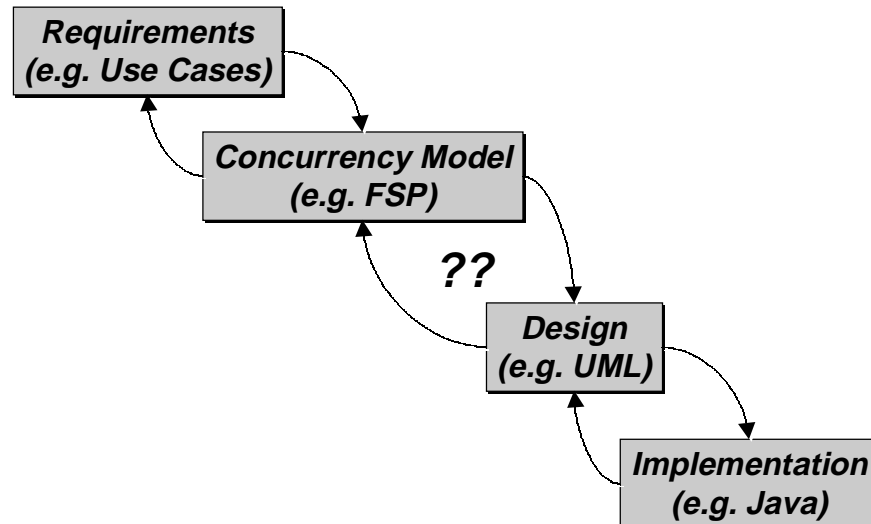 Requirements
(e.g. Use Cases)
Concurrency Model
(e.g. FSP)
??
Design
(e.g. UML)
Implementation
(e.g. Java)